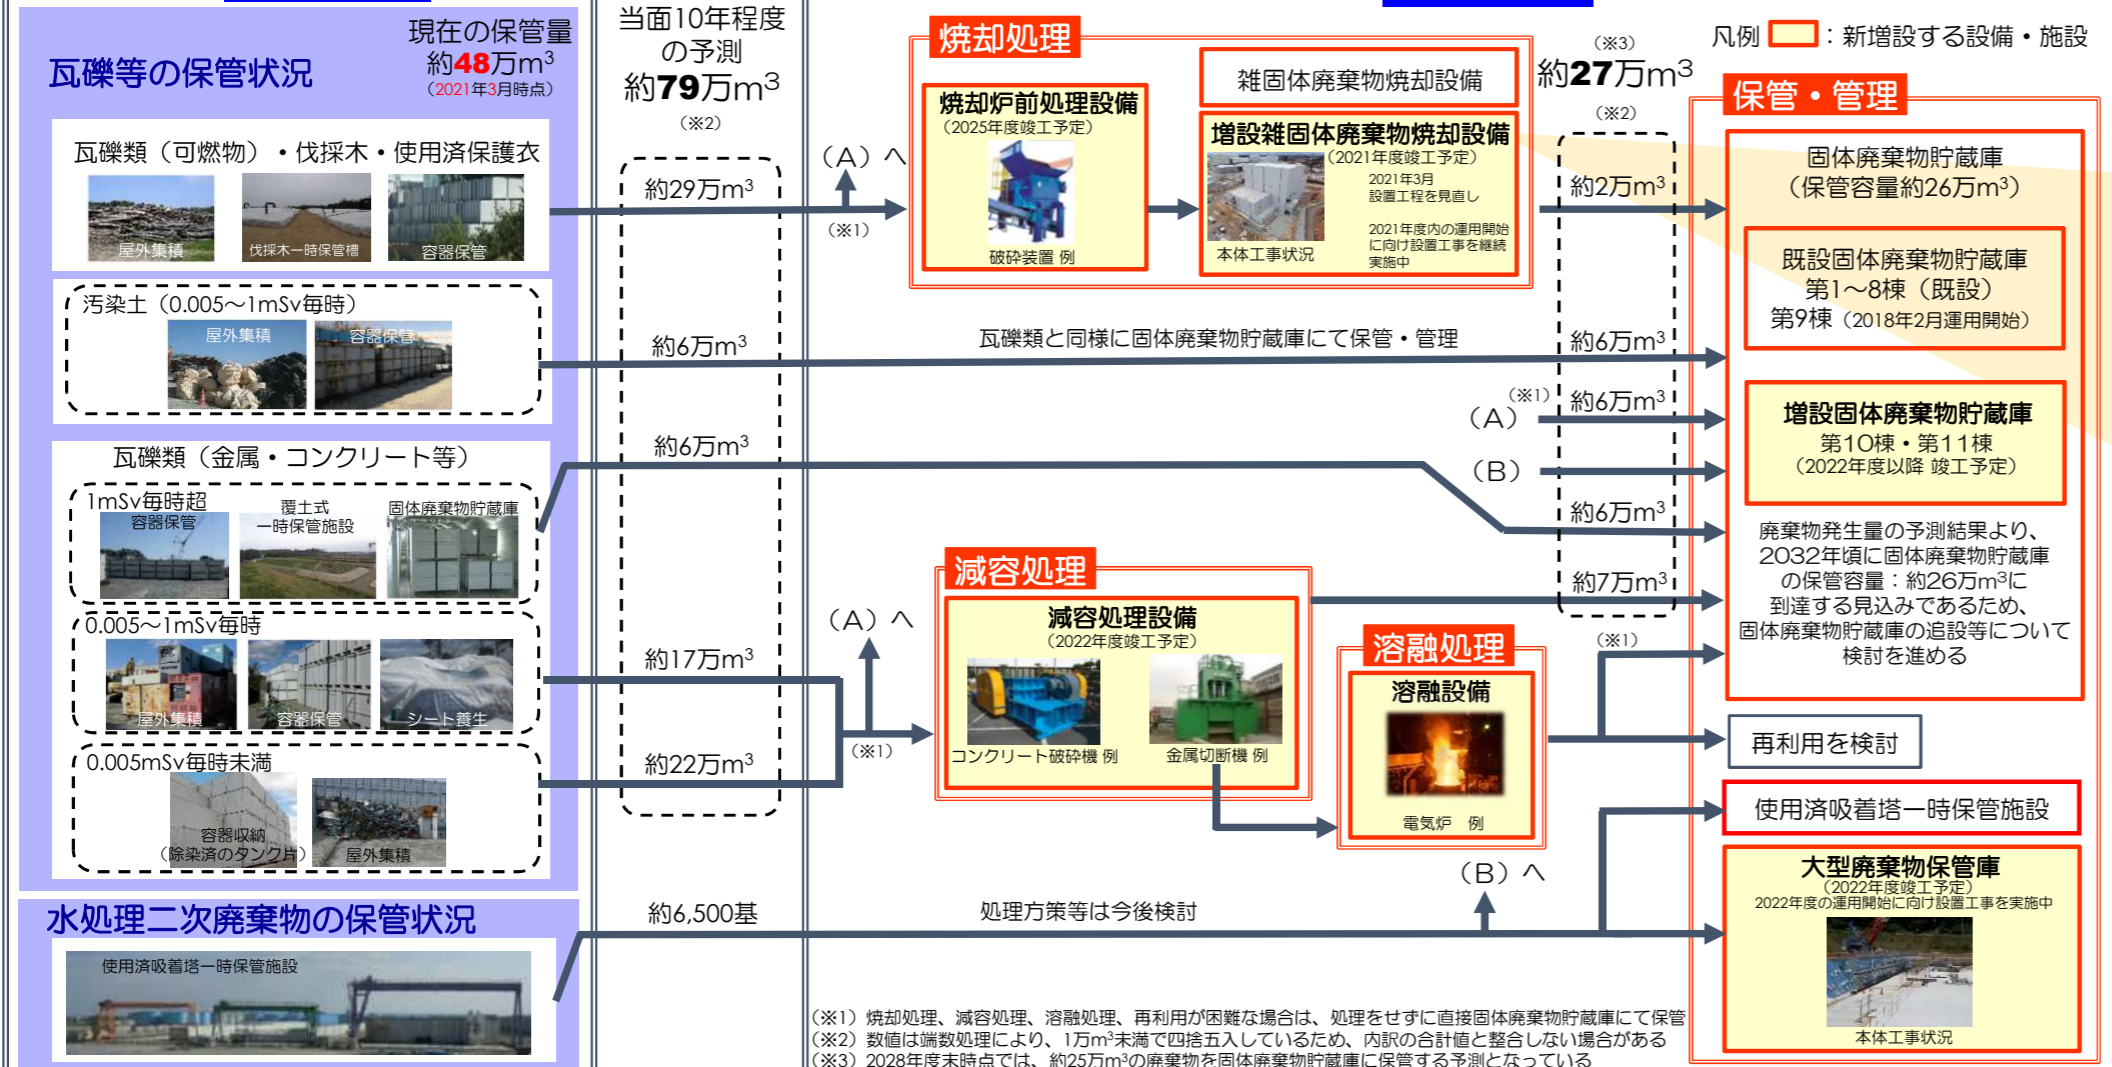 瓦礫等の保管状況
現在の保管量
約48万m³
（2021年3月時点）
瓦礫類（可燃物）・伐採木・使用済保護衣
屋外集積
伐採木一時保管槽
容器保管
汚染土（0.005～1mSv毎時）
屋外集積
容器保管
瓦礫類（金属・コンクリート等）
1mSv毎時超
容器保管
覆土式
一時保管施設
固体廃棄物貯蔵庫
0.005～1mSv毎時
屋外集積
容器保管
シート養生
0.005mSv毎時未満
容器収納
（除染済のタンク片）
屋外集積
水処理二次廃棄物の保管状況
使用済吸着塔一時保管施設
当面10年程度
の予測
約79万m³
（※2）
約29万m³
約6万m³
約6万m³
約17万m³
約22万m³
約6,500基
（A）へ
（※1）
焼却処理
焼却炉前処理設備
（2025年度竣工予定）
破砕装置 例
雑固体廃棄物焼却設備
増設雑固体廃棄物焼却設備
（2021年度竣工予定）
2021年3月
設置工程を見直し
2021年度内の運用開始
に向け設置工事を継続
実施中
本体工事状況
瓦礫類と同様に固体廃棄物貯蔵庫にて保管・管理
（A）へ
（※1）
減容処理
減容処理設備
（2022年度竣工予定）
コンクリート破砕機 例
金属切断機 例
溶融処理
溶融設備
電気炉 例
処理方策等は今後検討
（B）へ
（※3）
約27万m³
（※2）
約2万m³
約6万m³
（A）
（※1）
約6万m³
（B）
約6万m³
約7万m³
（※1）
凡例
：新増設する設備・施設
保管・管理
固体廃棄物貯蔵庫
（保管容量約26万m³）
既設固体廃棄物貯蔵庫
第1～8棟（既設）
第9棟（2018年2月運用開始）
増設固体廃棄物貯蔵庫
第10棟・第11棟
（2022年度以降 竣工予定）
廃棄物発生量の予測結果より、
2032年頃に固体廃棄物貯蔵庫
の保管容量：約26万m³に
到達する見込みであるため、
固体廃棄物貯蔵庫の追設等について
検討を進める
再利用を検討
使用済吸着塔一時保管施設
大型廃棄物保管庫
（2022年度竣工予定）
2022年度の運用開始に向け設置工事を実施中
本体工事状況
（※1）焼却処理、減容処理、溶融処理、再利用が困難な場合は、処理をせずに直接固体廃棄物貯蔵庫にて保管
（※2）数値は端数処理により、1万m³未満で四捨五入しているため、内訳の合計値と整合しない場合がある
（※3）2028年度末時点では、約25万m³の廃棄物を固体廃棄物貯蔵庫に保管する予測となっている